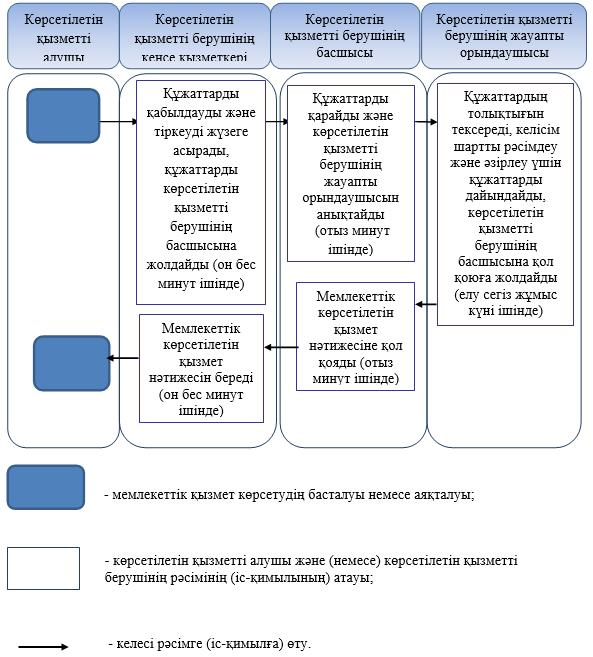 Көрсетілетін
қызметті
алушы
Көрсетілетін
қызметті берушінің
кеңсе қызметкері
Көрсетілетін
қызметті берушінің
басшысы
Көрсетілетін қызметті
берушінің жауапты
орындаушысы
Құжаттарды
қабылдауды және
тіркеуді жүзеге
асырады,
құжаттарды
көрсетілетін
қызметті
берушінің
басшысына
жолдайды (он бес
минут ішінде)
Құжаттарды
қарайды және
көрсетілетін
қызметті
берушінің
жауапты
орындаушысын
анықтайды
(отыз минут
ішінде)
Құжаттардың
толықтығын
тексереді, келісім
шартты рәсімдеу
және әзірлеу үшін
құжаттарды
дайындайды,
көрсетілетін
қызметті
берушінің
басшысына қол
қоюға жолдайды
(елу сегіз жұмыс
күні ішінде)
Мемлекеттік
көрсетілетін
қызмет
нәтижесіне қол
қояды (отыз
минут ішінде)
Мемлекеттік
көрсетілетін
қызмет
нәтижесін береді
(он бес минут
ішінде)
- мемлекеттік қызмет көрсетудің басталуы немесе аяқталуы;
- көрсетілетін қызметті алушы және (немесе) көрсетілетін қызметті
берушінің рәсімінің (іс-қимылының) атауы;
- келесі рәсімге (іс-қимылға) өту.